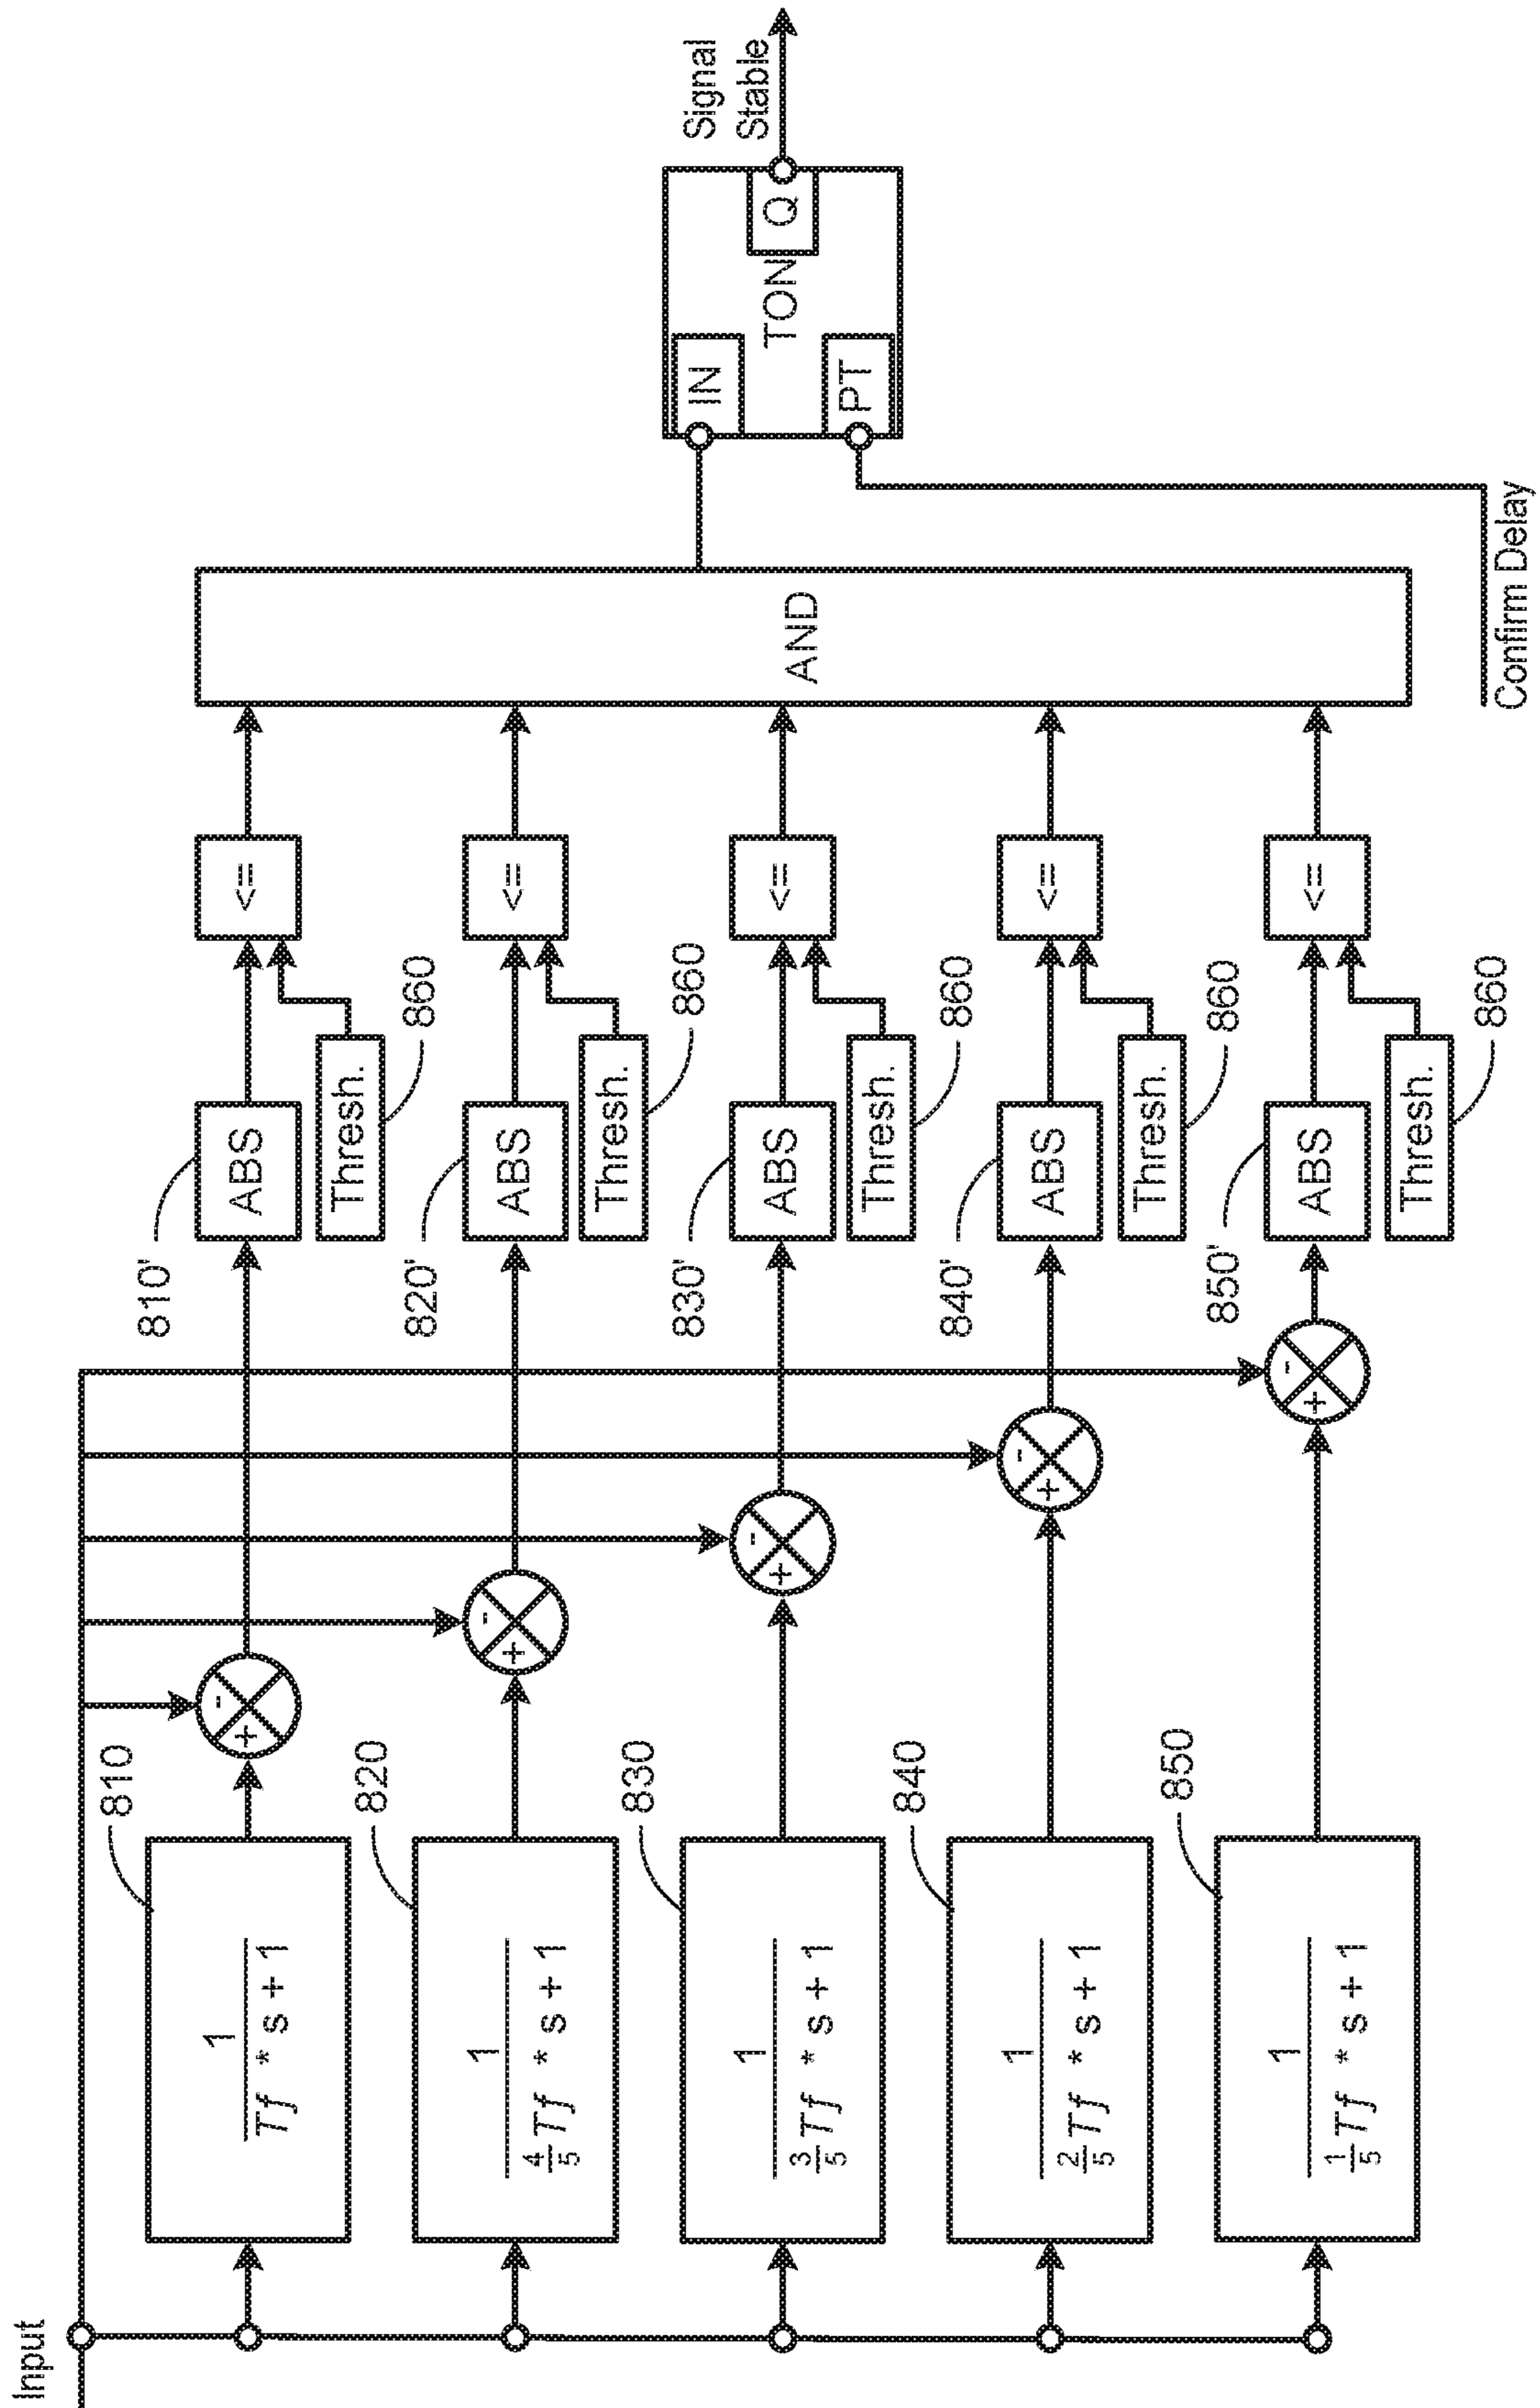 Input
810
1
Tf * s + 1
-
+
810'
ABS
Thresh.
860
<=
820
1
4/5 Tf * s + 1
-
+
820'
ABS
Thresh.
860
<=
830
1
3/5 Tf * s + 1
-
+
830'
ABS
Thresh.
860
<=
840
1
2/5 Tf * s + 1
-
+
840'
ABS
Thresh.
860
<=
850
1
1/5 Tf * s + 1
-
+
850'
ABS
Thresh.
860
<=
AND
Confirm Delay
IN
PT
TON
Q
Signal
Stable